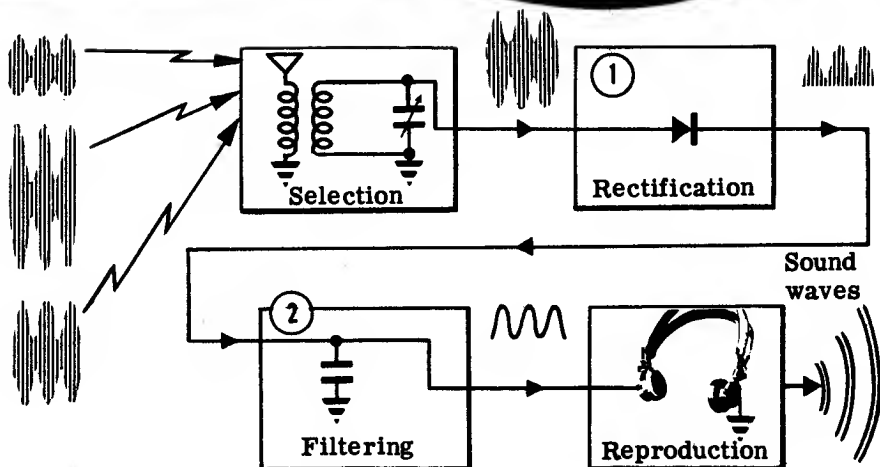 1
Selection
Rectification
Sound
waves
2
Filtering
Reproduction